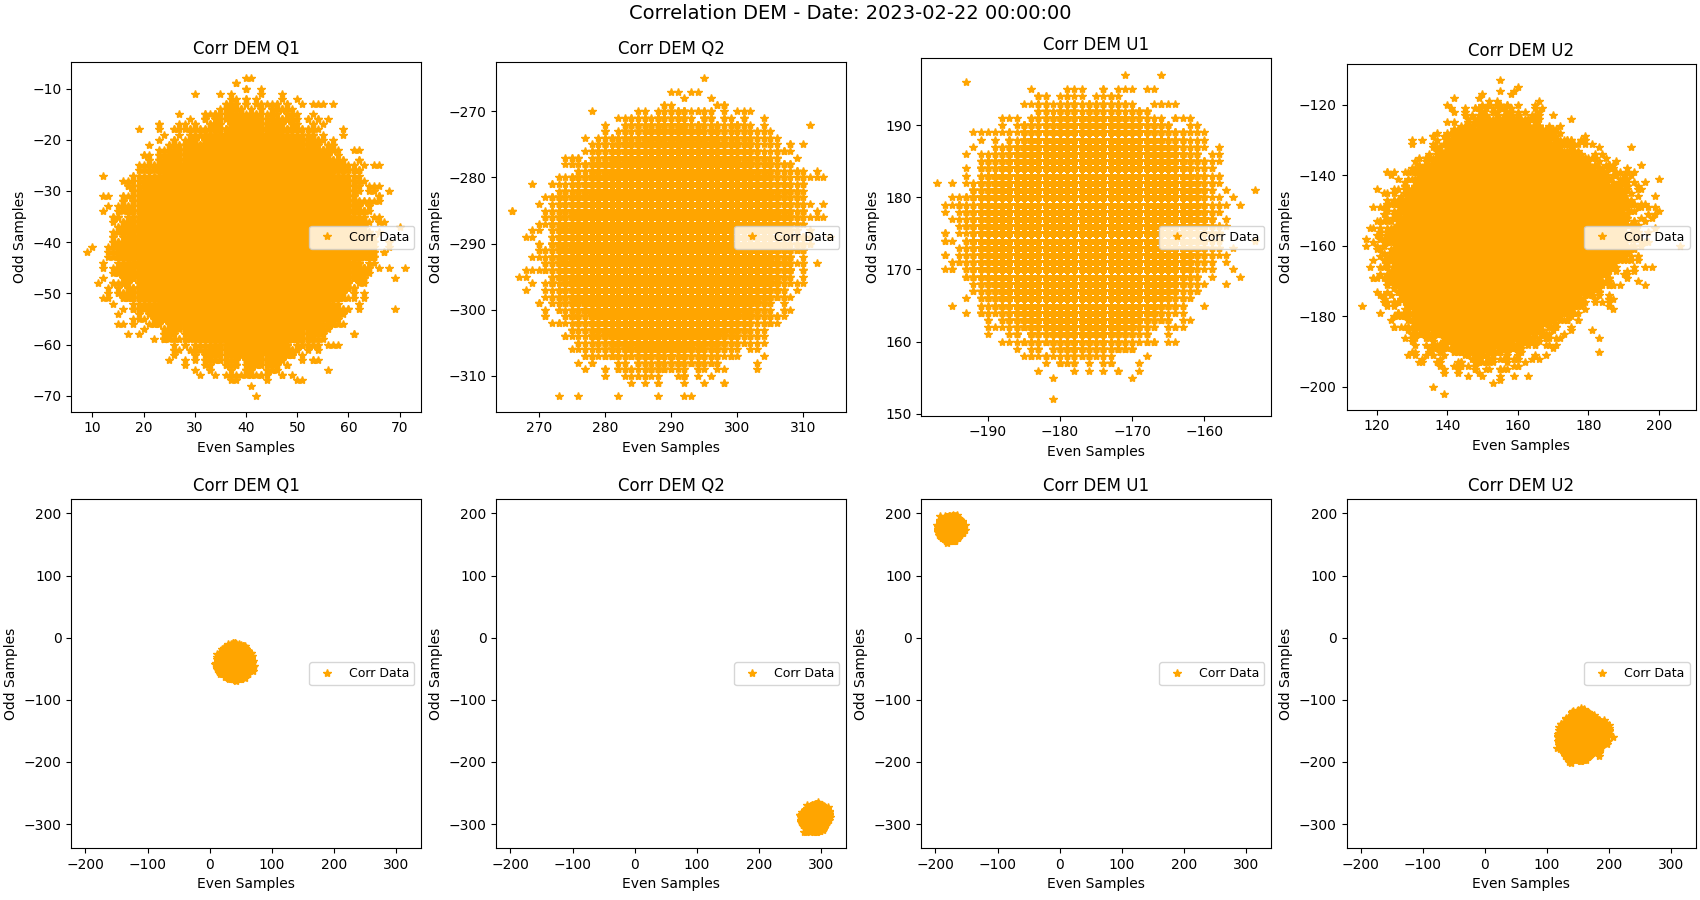 Correlation DEM - Date: 2023-02-22 00:00:00
Corr DEM Q1
Odd Samples
−10
−20
−30
−40
−50
−60
−70
Corr Data
10 20 30 40 50 60 70
Even Samples
Corr DEM Q2
Odd Samples
−270
−280
−290
−300
−310
Corr Data
270 280 290 300 310
Even Samples
Corr DEM U1
Odd Samples
190
180
170
160
150
Corr Data
−190 −180 −170 −160
Even Samples
Corr DEM U2
Odd Samples
−120
−140
−160
−180
−200
Corr Data
120 140 160 180 200
Even Samples
Corr DEM Q1
Odd Samples
200
100
0
−100
−200
−300
Corr Data
−200 −100 0 100 200 300
Even Samples
Corr DEM Q2
Odd Samples
200
100
0
−100
−200
−300
Corr Data
−200 −100 0 100 200 300
Even Samples
Corr DEM U1
Odd Samples
200
100
0
−100
−200
−300
Corr Data
−200 −100 0 100 200 300
Even Samples
Corr DEM U2
Odd Samples
200
100
0
−100
−200
−300
Corr Data
−200 −100 0 100 200 300
Even Samples